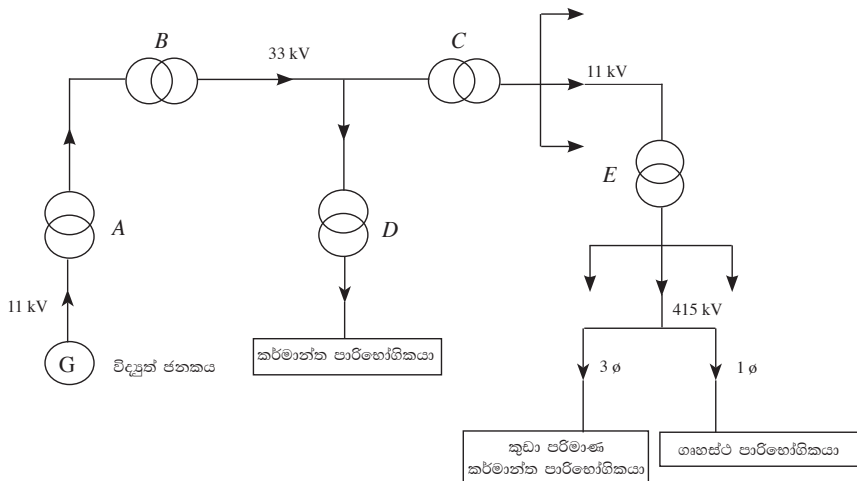 B
33 kV
C
11 kV
E
A
D
11 kV
G
විද්‍යුත් ජනකය
කර්මාන්ත පාරිභෝගිකයා
415 kV
3 ø
1 ø
කුඩා පරිමාණ
කර්මාන්ත පාරිභෝගිකයා
ගෘහස්ථ පාරිභෝගිකයා